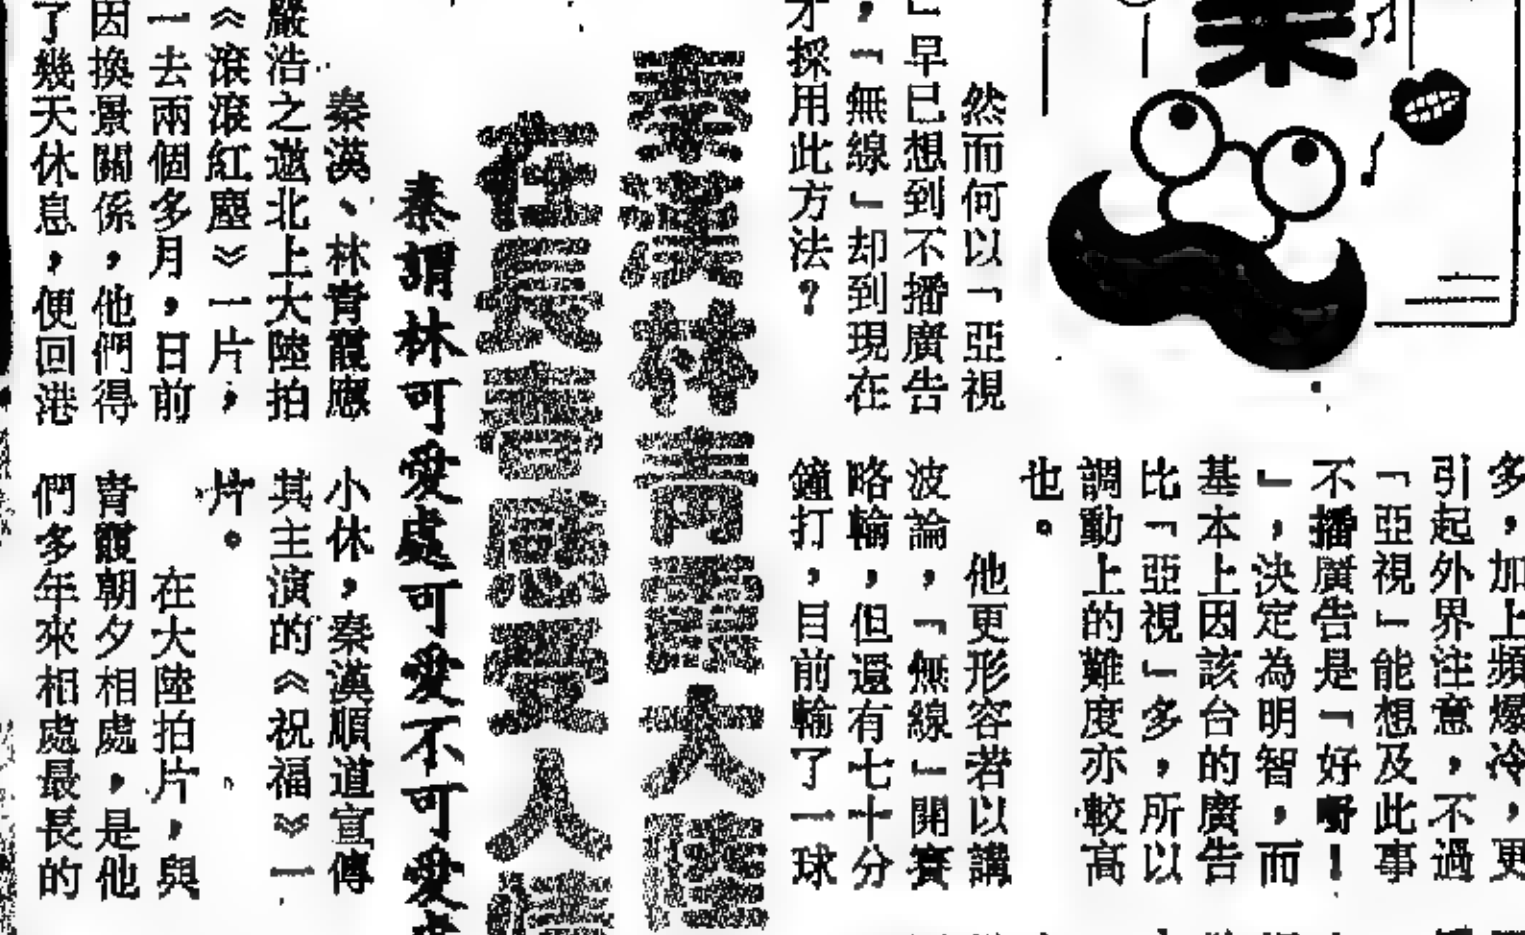 然而何以「亞視
」早已想到不播廣告
，「無線」却到現在
才採用此方法？
多，加上頻爆冷，更
引起外界注意，不過
「亞視」能想及此事
不播廣告是「好嘢！
」，決定為明智，而
基本上因該台的廣告
比「亞視」多，所以
調動上的難度亦較高
也。
他更形容若以講
波論，「無線」開賽
略輸，但還有七十分
鐘打，目前輸了一球
秦漢林青霞大陸
在長春感受人
秦謂林可愛處可愛不可愛
秦漢、林青霞應
嚴浩之邀北上大陸拍
《滾滾紅塵》一片，
一去兩個多月，日前
因換景關係，他們得
了幾天休息，便回港
小休，秦漢順道宣傳
其主演的《祝福》一
片。
在大陸拍片，與
青霞朝夕相處，是他
們多年來相處最長的